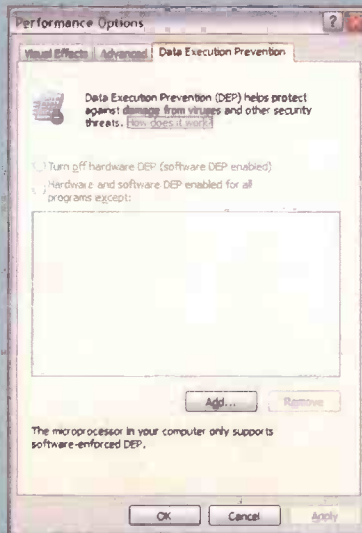 Performance Options
Visual Effects Advanced Data Execution Prevention
Data Execution Prevention (DEP) helps protect
against damage from viruses and other security
threats. How does it work?
Turn off hardware DEP (software DEP enabled)
Hardware and software DEP enabled for all
programs except:
Add... Remove
The microprocessor in your computer only supports
software-enforced DEP.
OK Cancel Apply